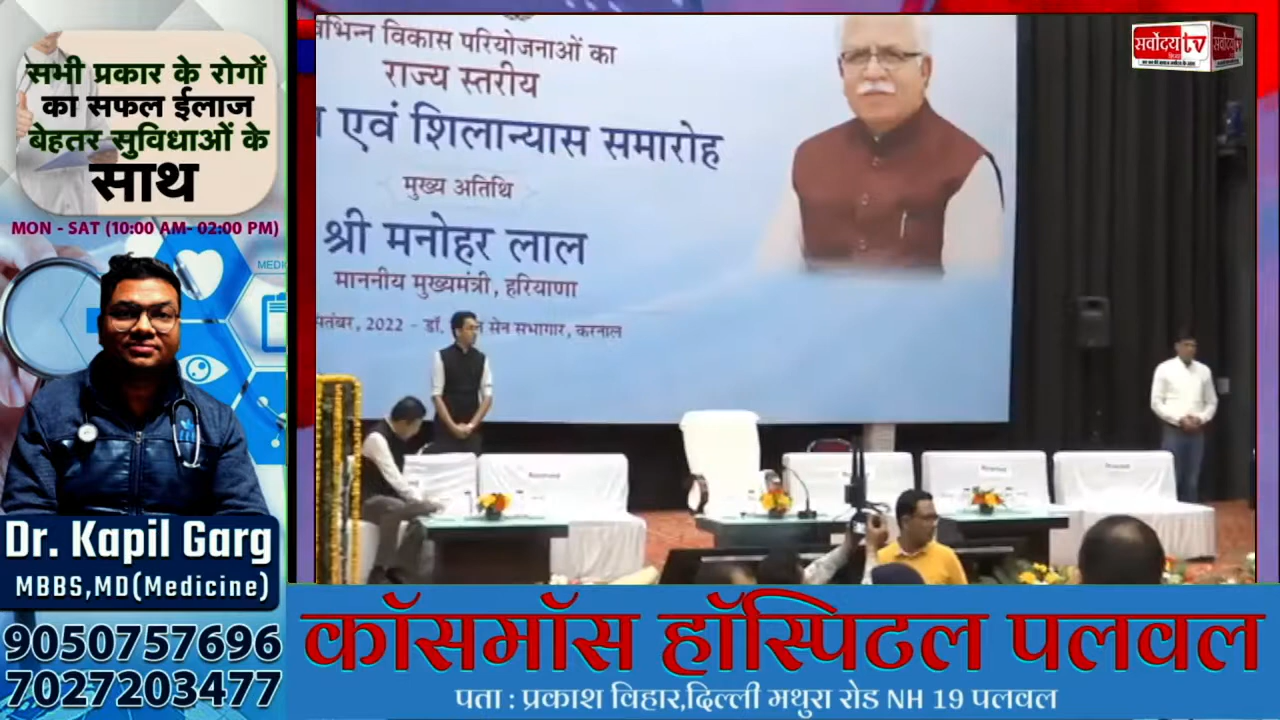 सभी प्रकार के रोगों
का सफल ईलाज
बेहतर सुविधाओं के
साथ
MON - SAT (10:00 AM- 02:00 PM)
Dr. Kapil Garg
MBBS,MD(Medicine)
9050757696
7027203477
विकास परियोजनाओं का
राज्य स्तरीय
एवं शिलान्यास समारोह
मुख्य अतिथि
श्री मनोहर लाल
माननीय मुख्यमंत्री, हरियाणा
2022 - डॉ. सेन सभागार, करनाल
सर्वोदय tv
कॉसमॉस हॉस्पिटल पलवल
पता : प्रकाश विहार,दिल्ली मथुरा रोड NH 19 पलवल